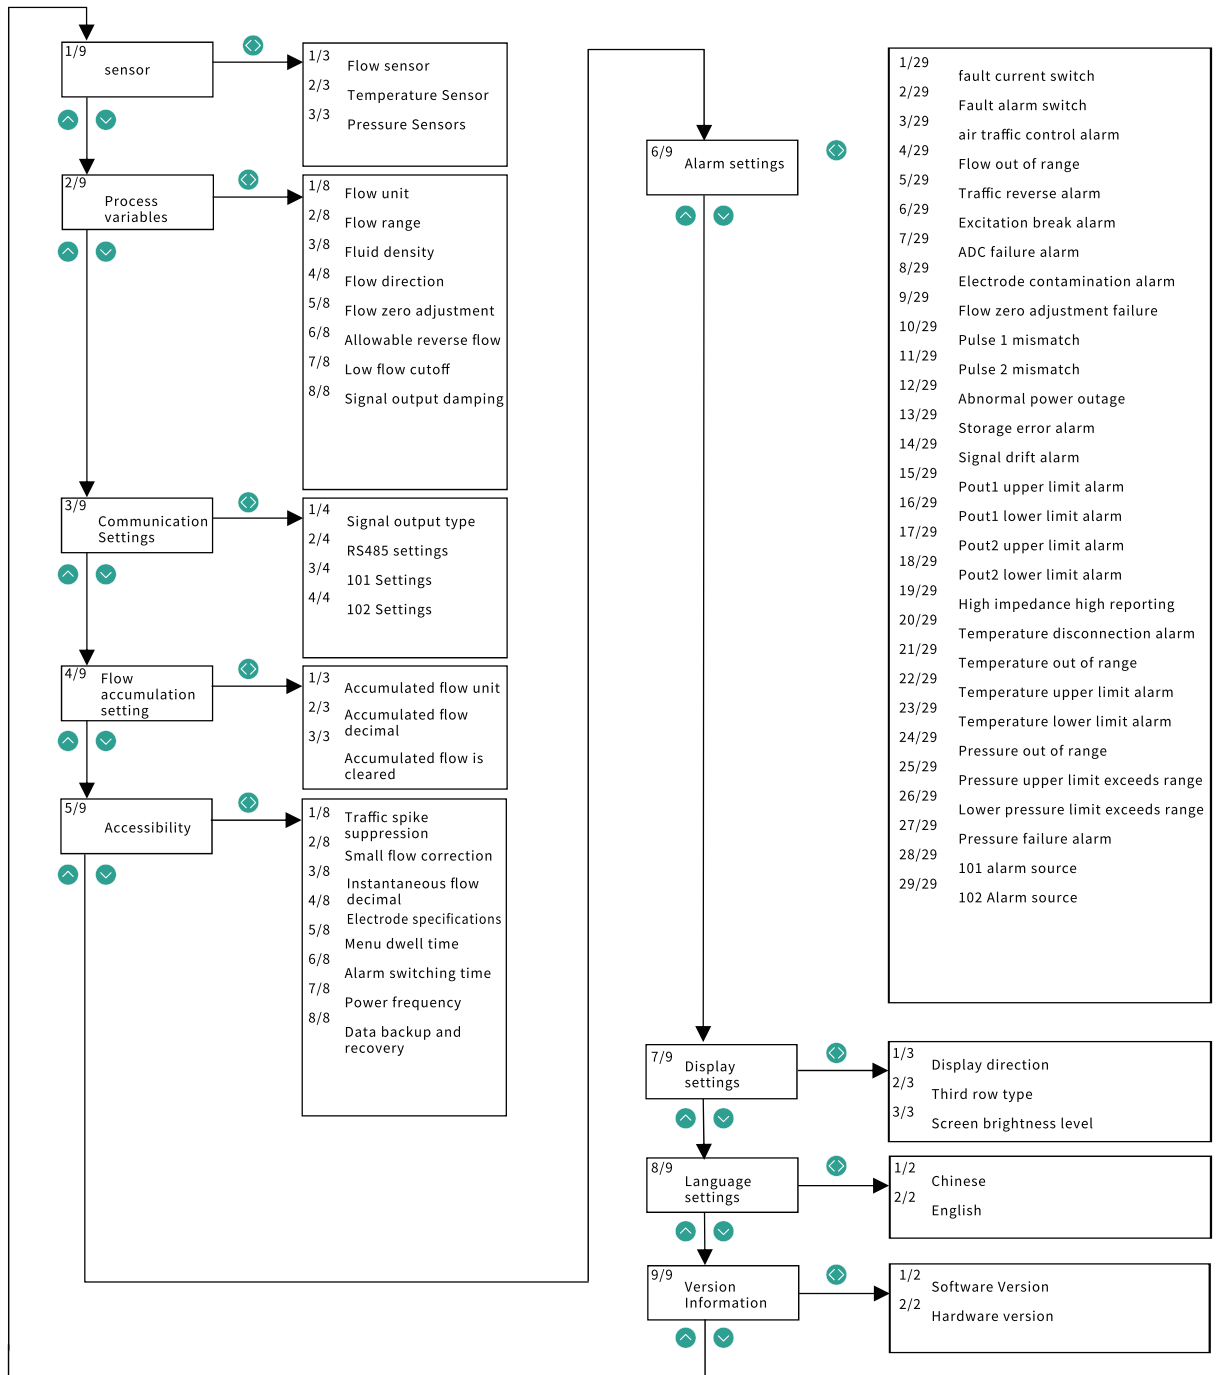 1/9
sensor
1/3
Flow sensor
2/3
Temperature Sensor
3/3
Pressure Sensors
2/9
Process
variables
1/8
Flow unit
2/8
Flow range
3/8
Fluid density
4/8
Flow direction
5/8
Flow zero adjustment
6/8
Allowable reverse flow
7/8
Low flow cutoff
8/8
Signal output damping
3/9
Communication
Settings
1/4
Signal output type
2/4
RS485 settings
3/4
101 Settings
4/4
102 Settings
4/9
Flow
accumulation
setting
1/3
Accumulated flow unit
2/3
Accumulated flow
decimal
3/3
Accumulated flow is
cleared
5/9
Accessibility
1/8
Traffic spike
suppression
2/8
Small flow correction
3/8
Instantaneous flow
decimal
4/8
Electrode specifications
5/8
Menu dwell time
6/8
Alarm switching time
7/8
Power frequency
8/8
Data backup and
recovery
6/9
Alarm settings
1/29
fault current switch
2/29
Fault alarm switch
3/29
air traffic control alarm
4/29
Flow out of range
5/29
Traffic reverse alarm
6/29
Excitation break alarm
7/29
ADC failure alarm
8/29
Electrode contamination alarm
9/29
Flow zero adjustment failure
10/29
Pulse 1 mismatch
11/29
Pulse 2 mismatch
12/29
Abnormal power outage
13/29
Storage error alarm
14/29
Signal drift alarm
15/29
Pout1 upper limit alarm
16/29
Pout1 lower limit alarm
17/29
Pout2 upper limit alarm
18/29
Pout2 lower limit alarm
19/29
High impedance high reporting
20/29
Temperature disconnection alarm
21/29
Temperature out of range
22/29
Temperature upper limit alarm
23/29
Temperature lower limit alarm
24/29
Pressure out of range
25/29
Pressure upper limit exceeds range
26/29
Lower pressure limit exceeds range
27/29
Pressure failure alarm
28/29
101 alarm source
29/29
102 Alarm source
7/9
Display
settings
1/3
Display direction
2/3
Third row type
3/3
Screen brightness level
8/9
Language
settings
1/2
Chinese
2/2
English
9/9
Version
Information
1/2
Software Version
2/2
Hardware version